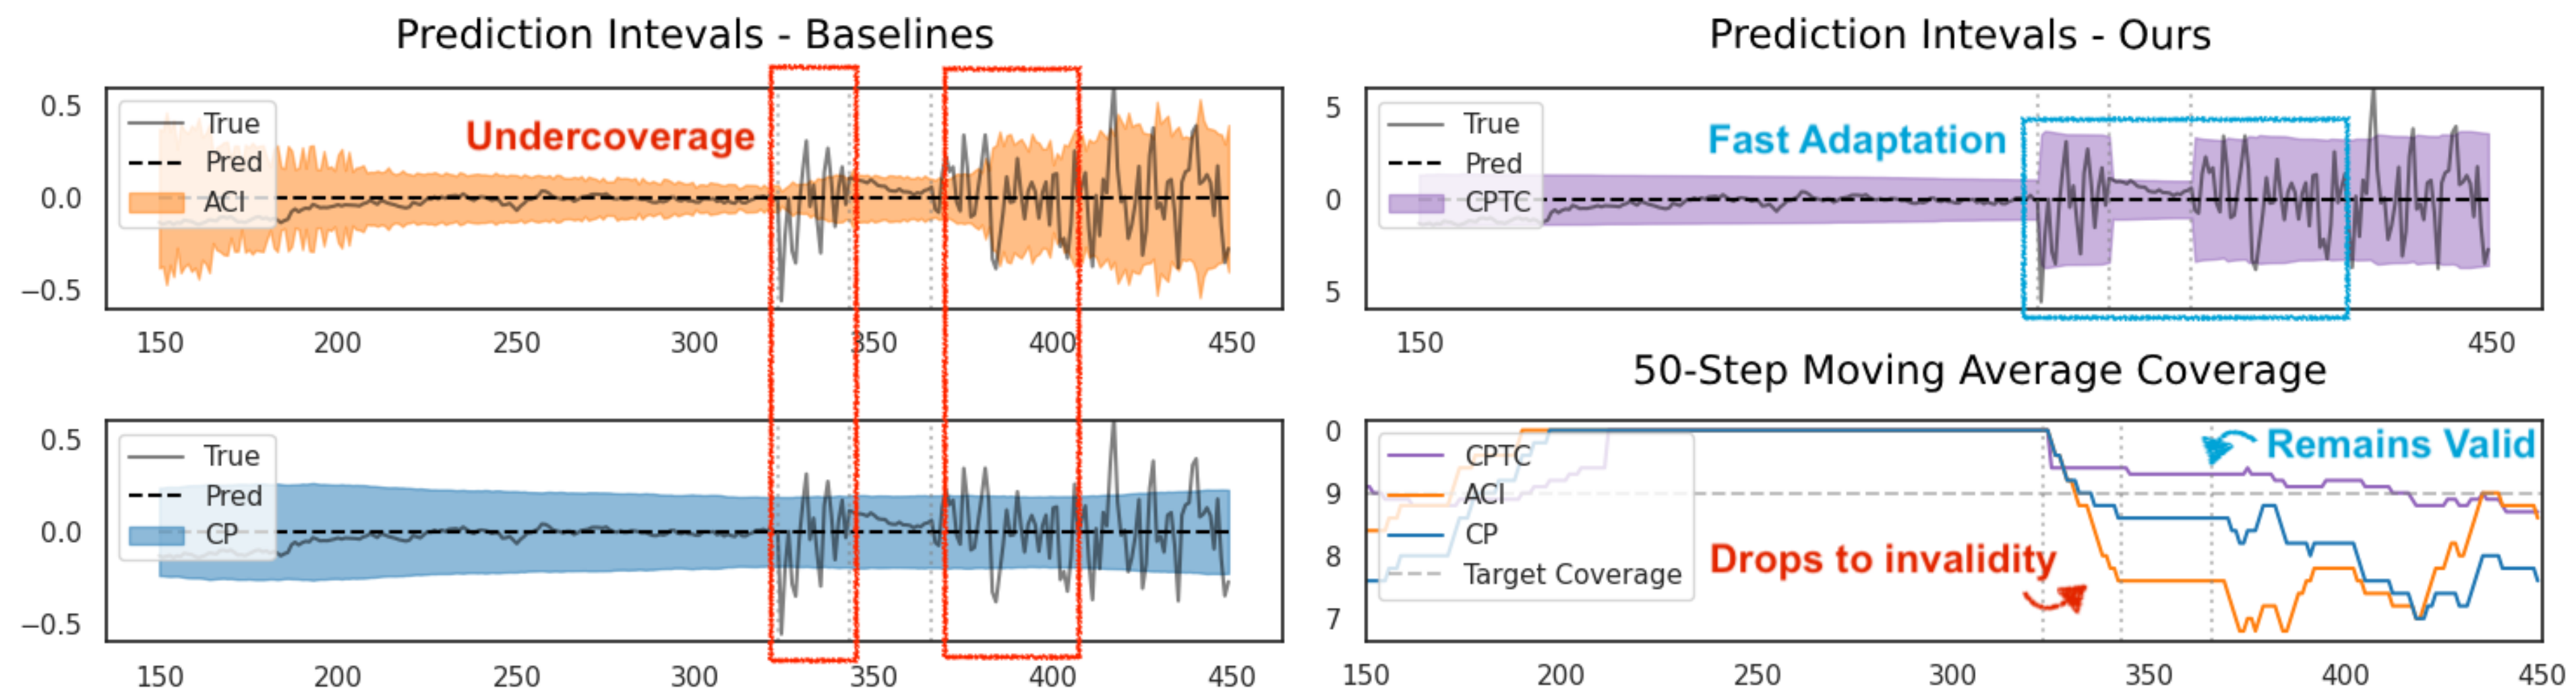 Prediction Intevals - Baselines
0.5
0.0
−0.5
True
Pred
ACI
Undercoverage
150 200 250 300 350 400 450
0.5
0.0
−0.5
True
Pred
CP
150 200 250 300 350 400 450
Prediction Intevals - Ours
5
0
5
True
Pred
CPTC
Fast Adaptation
150 450
50-Step Moving Average Coverage
0
9
8
7
CPTC
ACI
CP
Target Coverage
Remains Valid
Drops to invalidity
150 200 250 300 350 400 450